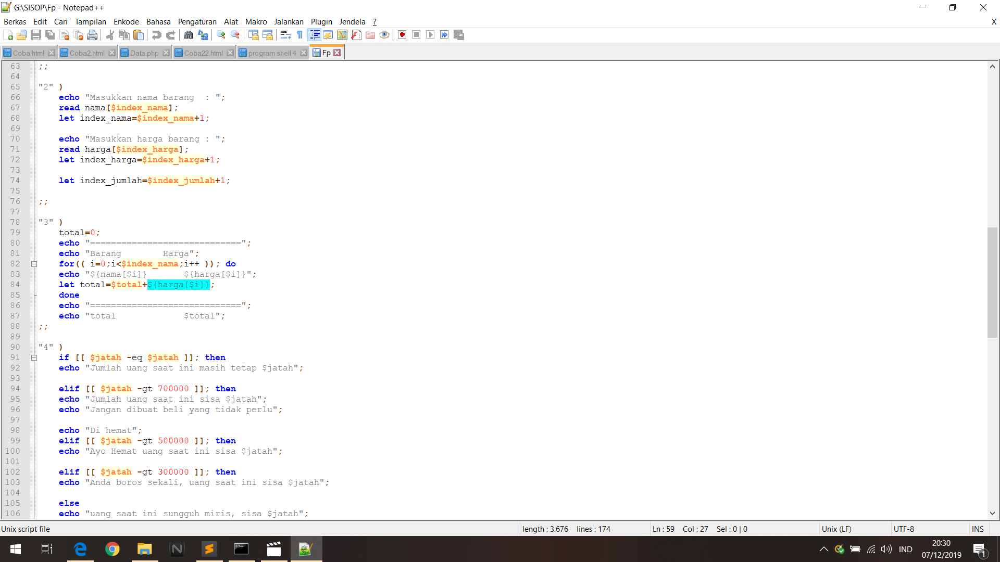 G:\SISOP\Fp - Notepad++
Berkas Edit Cari Tampilan Enkode Bahasa Pengaturan Alat Makro Jalankan Plugin Jendela ? X
Coba.html Coba2.html Data.php Coba22.html program shell 4 Fp
63 ;;
64
65 "2" )
66 echo "Masukkan nama barang  : ";
67 read nama[$index_nama];
68 let index_nama=$index_nama+1;
69
70 echo "Masukkan harga barang : ";
71 read harga[$index_harga];
72 let index_harga=$index_harga+1;
73
74 let index_jumlah=$index_jumlah+1;
75
76 ;;
77
78 "3" )
79 total=0;
80 echo "=============================";
81 echo "Barang        Harga";
82 for(( i=0;i<$index_nama;i++ )); do
83 echo "${nama[$i]}       ${harga[$i]}";
84 let total=$total+${harga[$i]};
85 done
86 echo "=============================";
87 echo "total             $total";
88 ;;
89
90 "4" )
91 if [[ $jatah -eq $jatah ]]; then
92 echo "Jumlah uang saat ini masih tetap $jatah";
93
94 elif [[ $jatah -gt 700000 ]]; then
95 echo "Jumlah uang saat ini sisa $jatah";
96 echo "Jangan dibuat beli yang tidak perlu";
97
98 echo "Di hemat";
99 elif [[ $jatah -gt 500000 ]]; then
100 echo "Ayo Hemat uang saat ini sisa $jatah";
101
102 elif [[ $jatah -gt 300000 ]]; then
103 echo "Anda boros sekali, uang saat ini sisa $jatah";
104
105 else
106 echo "uang saat ini sungguh miris, sisa $jatah";
Unix script file length : 3.676 lines : 174 Ln : 59 Col : 27 Sel : 0 | 0 Unix (LF) UTF-8 INS
IND 20:30
07/12/2019 1